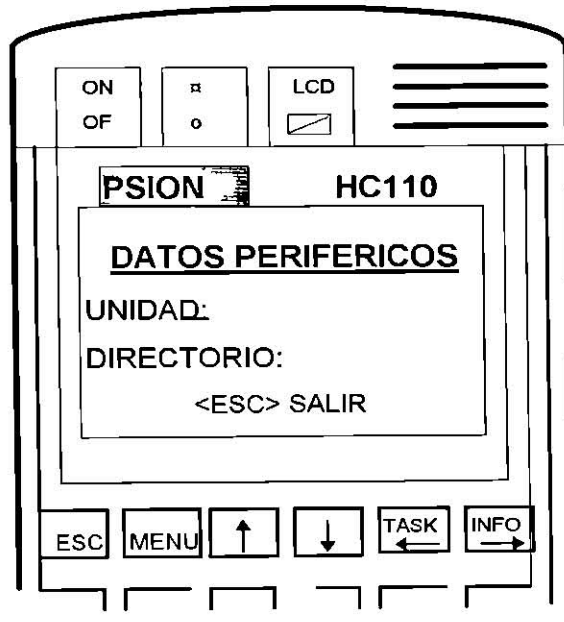 ON ¤ LCD
OF o
PSION HC110
DATOS PERIFERICOS
UNIDAD:
DIRECTORIO:
<ESC> SALIR
ESC MENU ↑ ↓ TASK ← INFO →